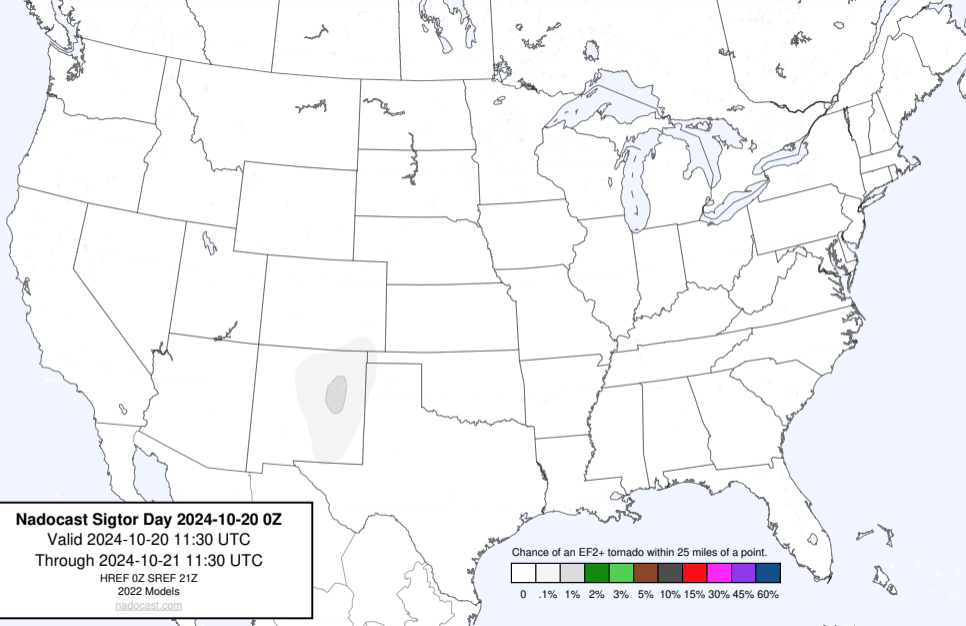 Nadocast Sigtor Day 2024-10-20 0Z
Valid 2024-10-20 11:30 UTC
Through 2024-10-21 11:30 UTC
HREF 0Z SREF 21Z
2022 Models
nadocast.com
Chance of an EF2+ tornado within 25 miles of a point.
0 .1% 1% 2% 3% 5% 10% 15% 30% 45% 60%